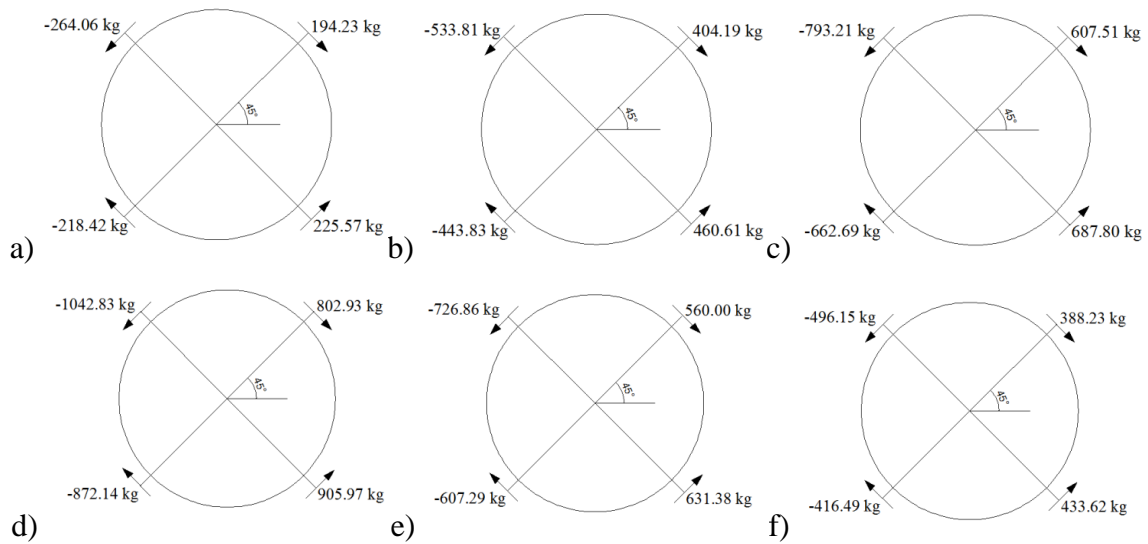 -264.06 kg 194.23 kg
45°
-218.42 kg 225.57 kg
a)
-533.81 kg 404.19 kg
45°
-443.83 kg 460.61 kg
b)
-793.21 kg 607.51 kg
45°
-662.69 kg 687.80 kg
c)
-1042.83 kg 802.93 kg
45°
-872.14 kg 905.97 kg
d)
-726.86 kg 560.00 kg
45°
-607.29 kg 631.38 kg
e)
-496.15 kg 388.23 kg
45°
-416.49 kg 433.62 kg
f)